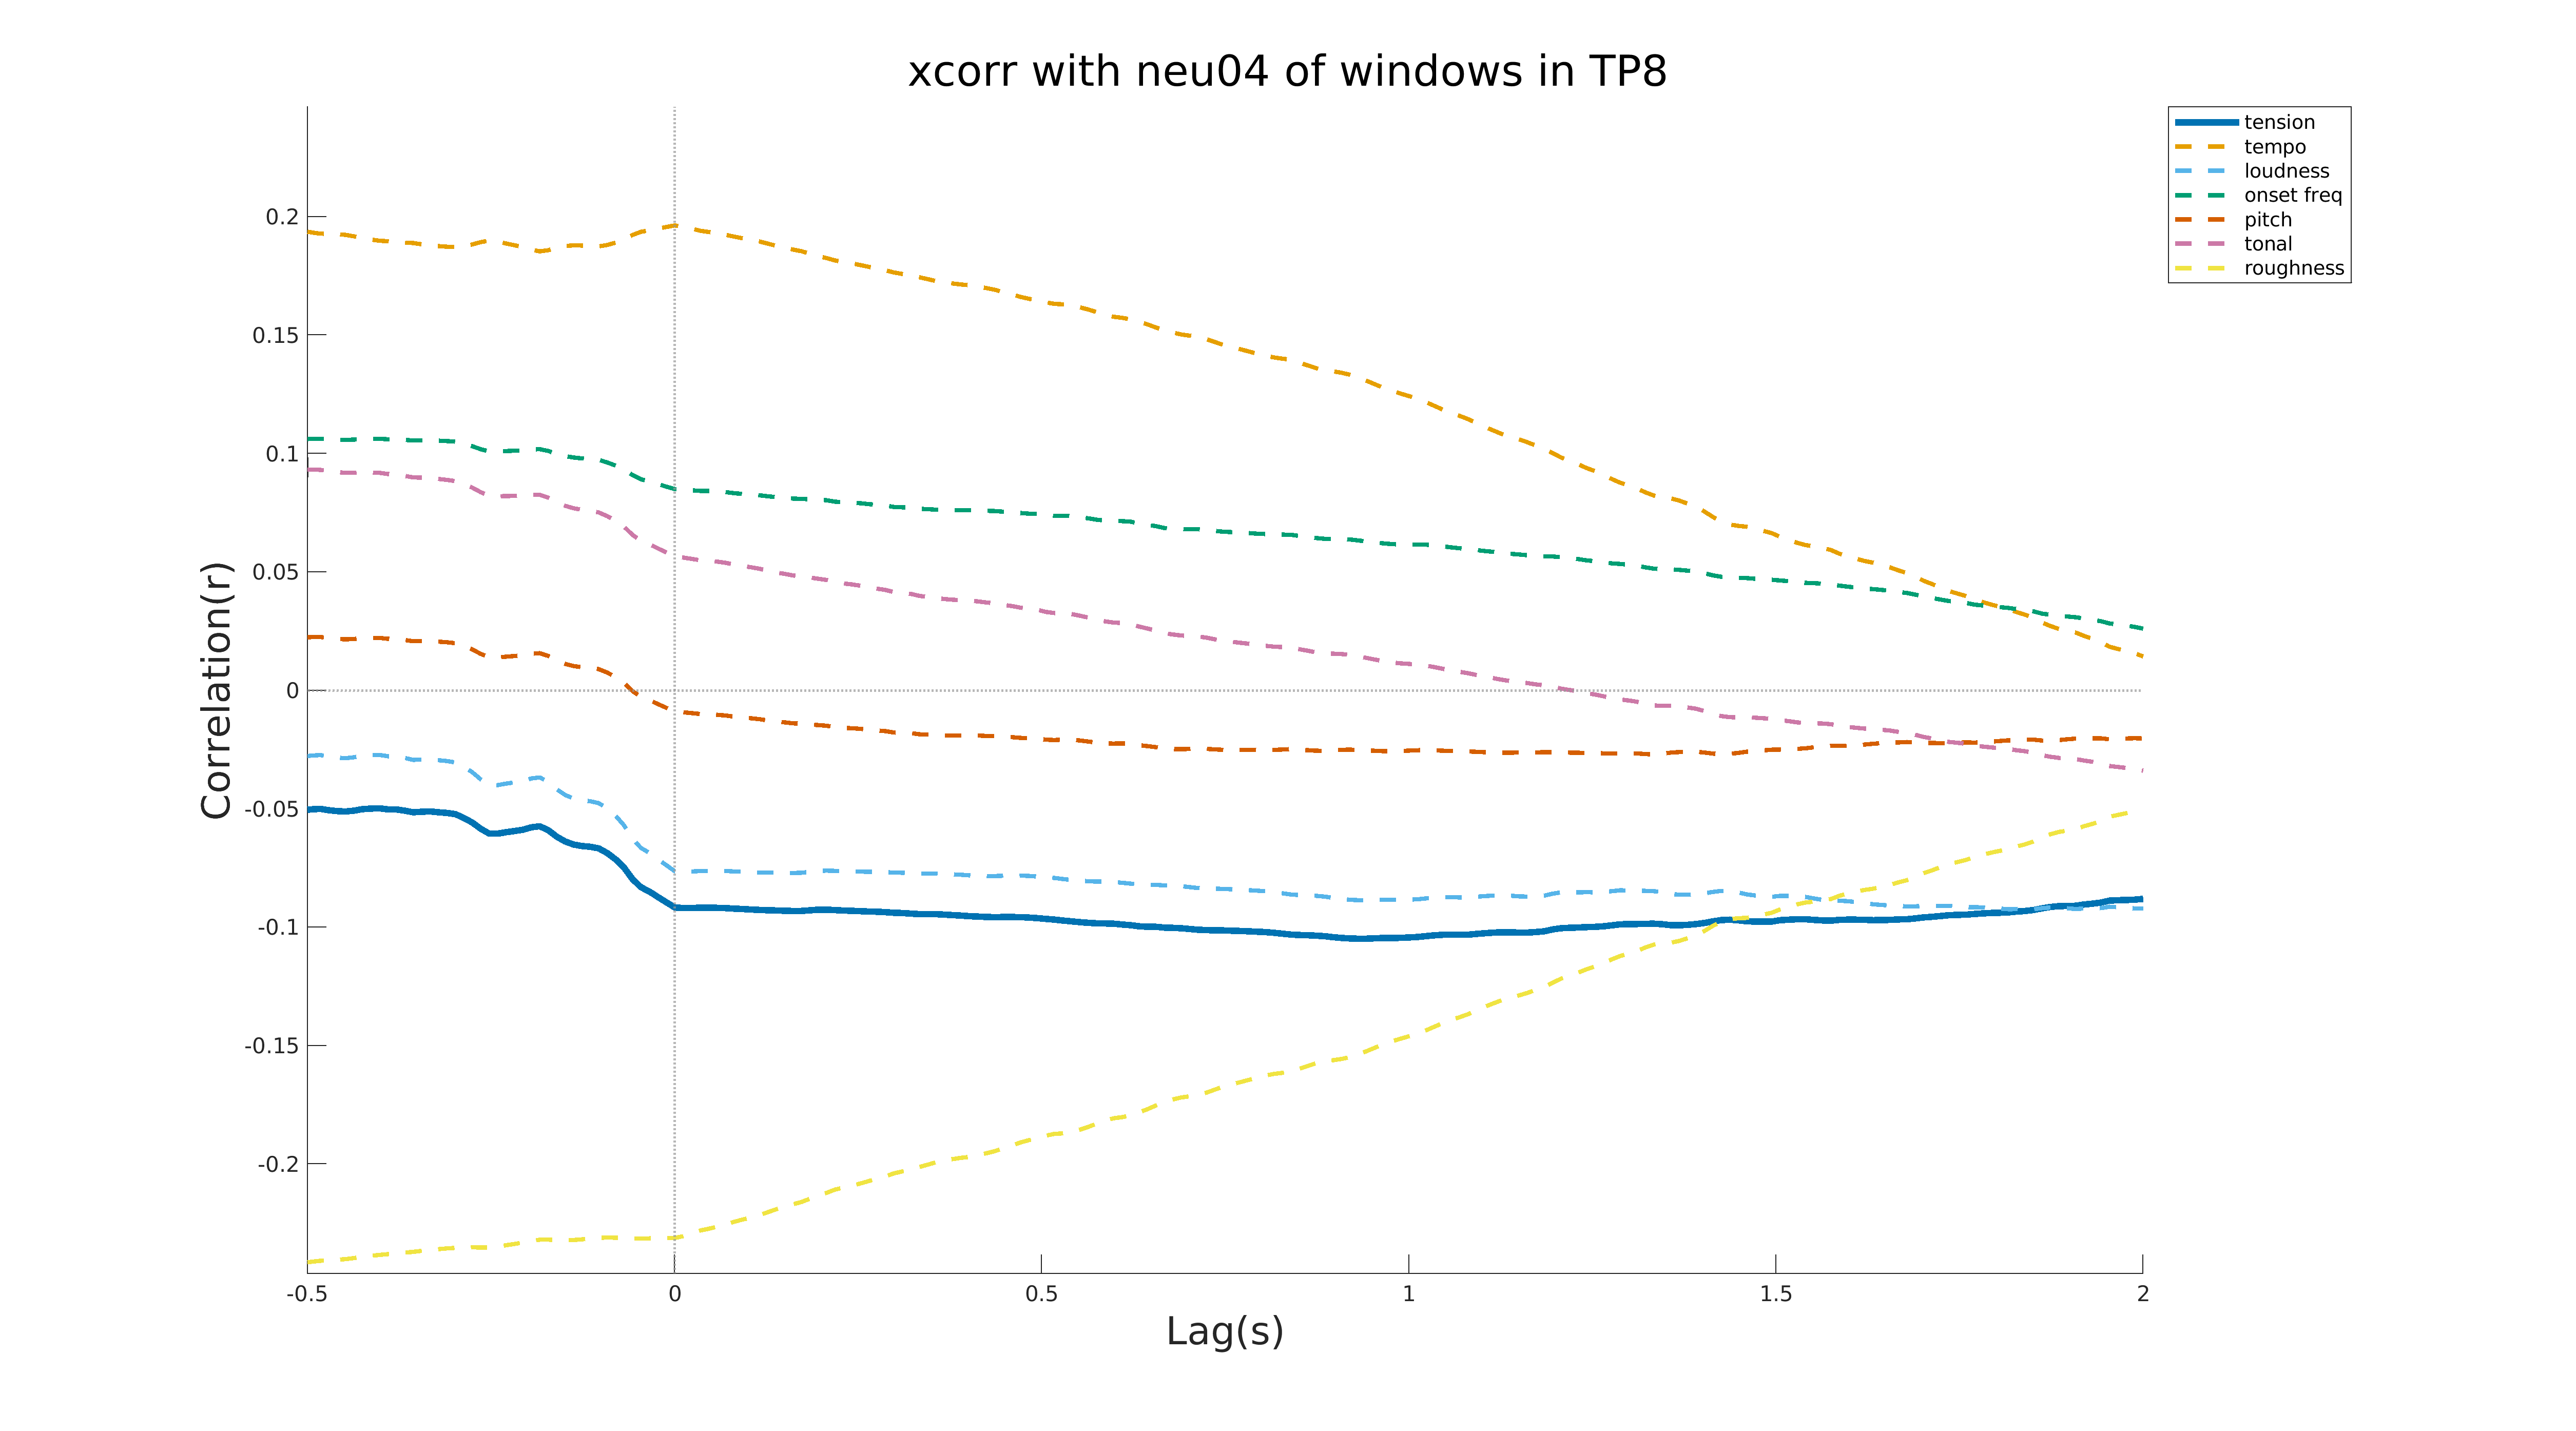 xcorr with neu04 of windows in TP8
tension
tempo
loudness
onset freq
pitch
tonal
roughness
Correlation(r)
0.2
0.15
0.1
0.05
0
-0.05
-0.1
-0.15
-0.2
-0.5 0 0.5 1 1.5 2
Lag(s)